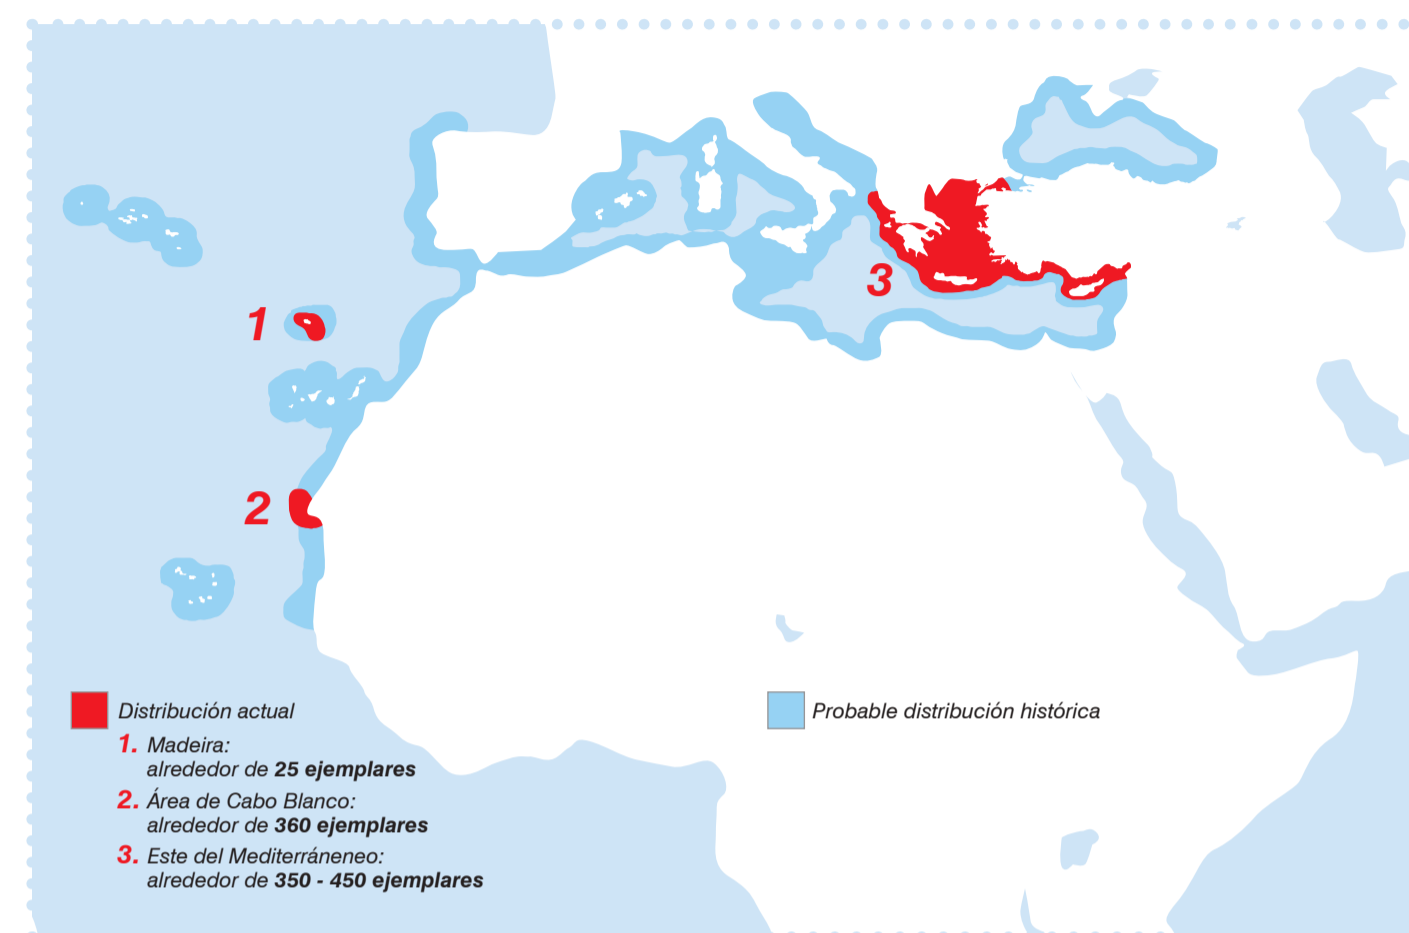 1
2
3
Distribución actual
1. Madeira:
alrededor de 25 ejemplares
2. Área de Cabo Blanco:
alrededor de 360 ejemplares
3. Este del Mediterráneneo:
alrededor de 350 - 450 ejemplares
Probable distribución histórica